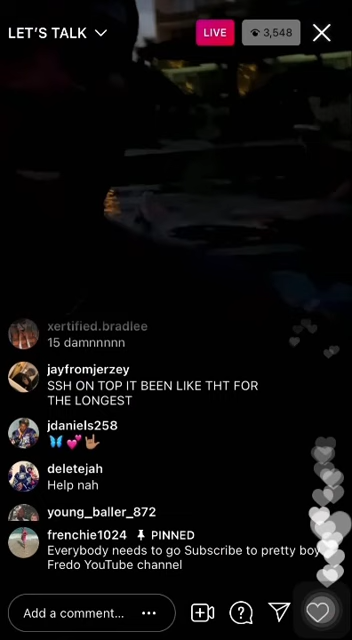 LET'S TALK
LIVE
3,548
xertified.bradlee
15 damnnnnn
jayfromjerzey
SSH ON TOP IT BEEN LIKE THT FOR
THE LONGEST
jdaniels258
🦋💕🤟🏽
deletejah
Help nah
young_baller_872
frenchie1024 📌 PINNED
Everybody needs to go Subscribe to pretty boy
Fredo YouTube channel
Add a comment... •••